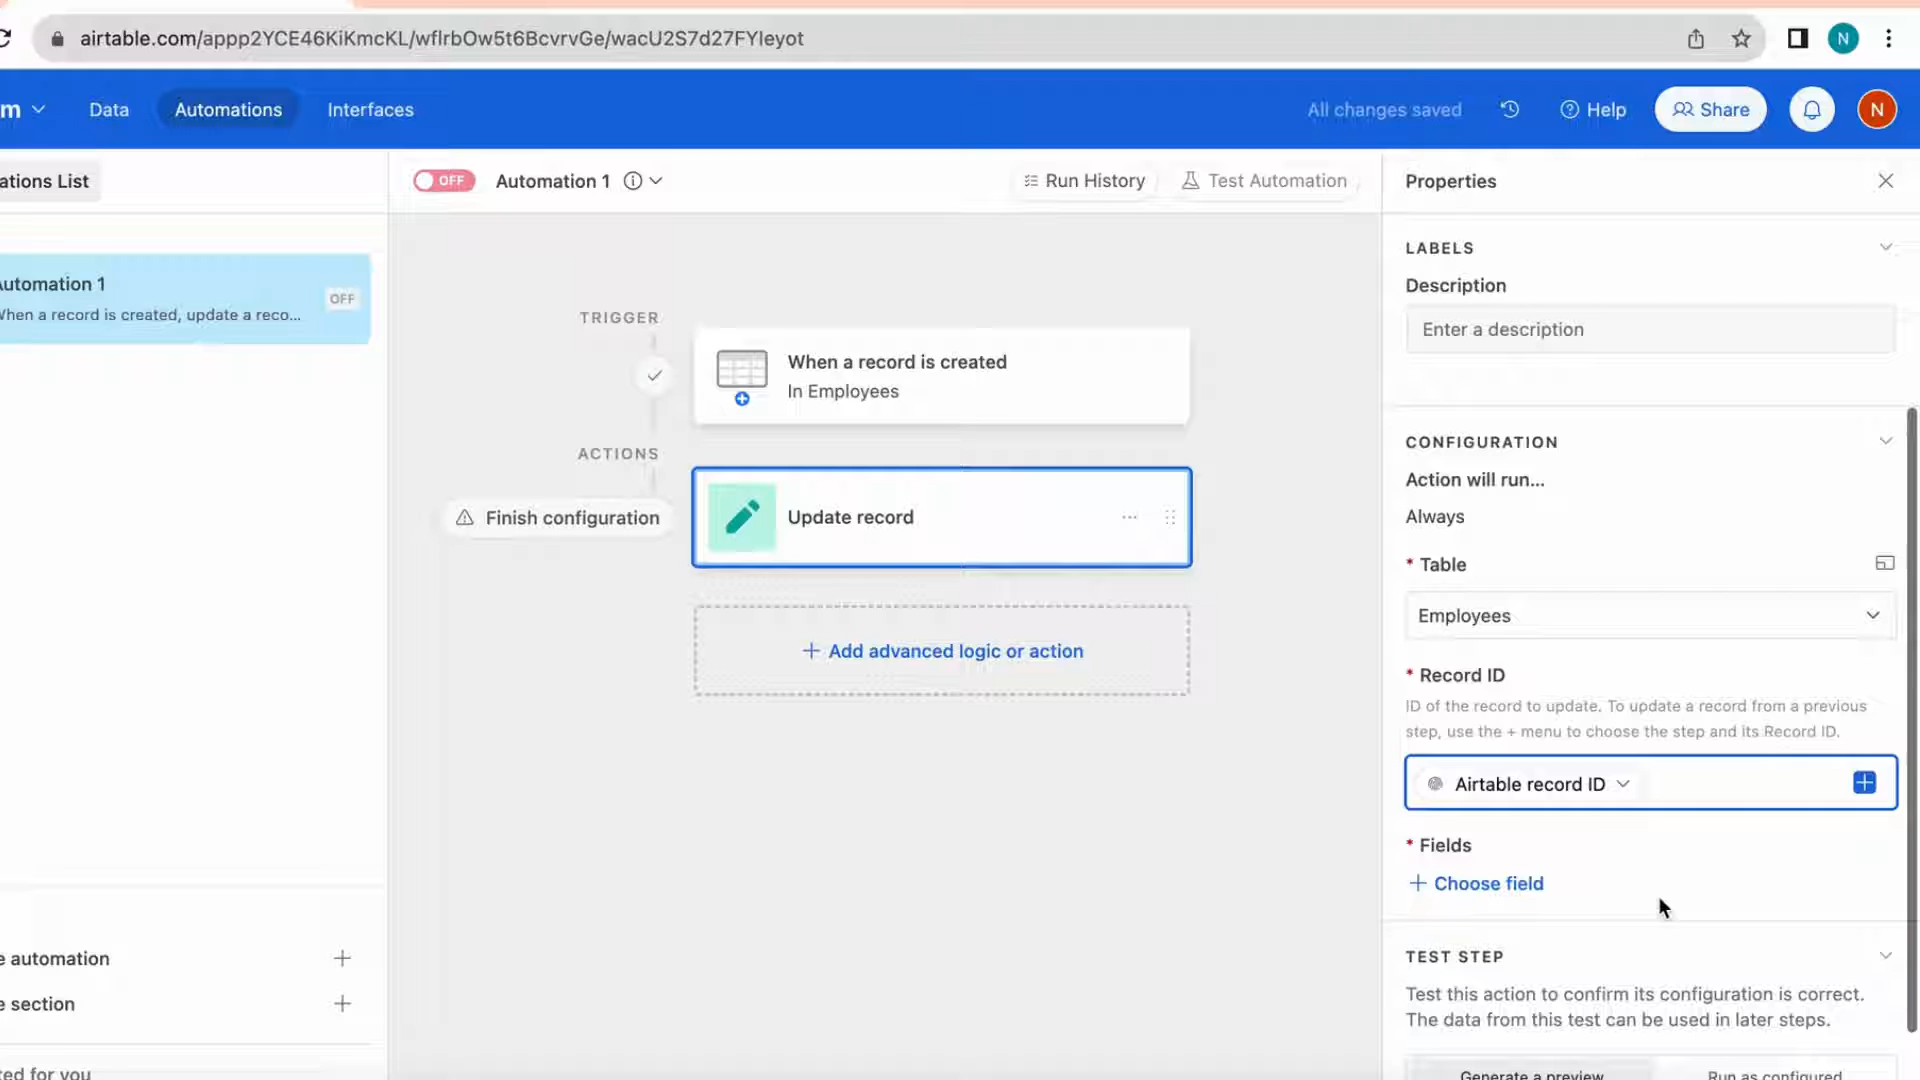 airtable.com/appp2YCE46KiKmcKL/wflrbOw5t6BcvrvGe/wacU2S7d27FYIeyot
N
m
Data
Automations
Interfaces
All changes saved
Help
Share
N
ations List
OFF
Automation 1
Run History
Test Automation
Properties
Automation 1
When a record is created, update a reco...
OFF
TRIGGER
When a record is created
In Employees
ACTIONS
Finish configuration
Update record
Add advanced logic or action
LABELS
Description
Enter a description
CONFIGURATION
Action will run...
Always
* Table
Employees
* Record ID
ID of the record to update. To update a record from a previous
step, use the + menu to choose the step and its Record ID.
Airtable record ID
* Fields
+ Choose field
TEST STEP
Test this action to confirm its configuration is correct.
The data from this test can be used in later steps.
Generate a preview
Run as configured
e automation
e section
ted for you